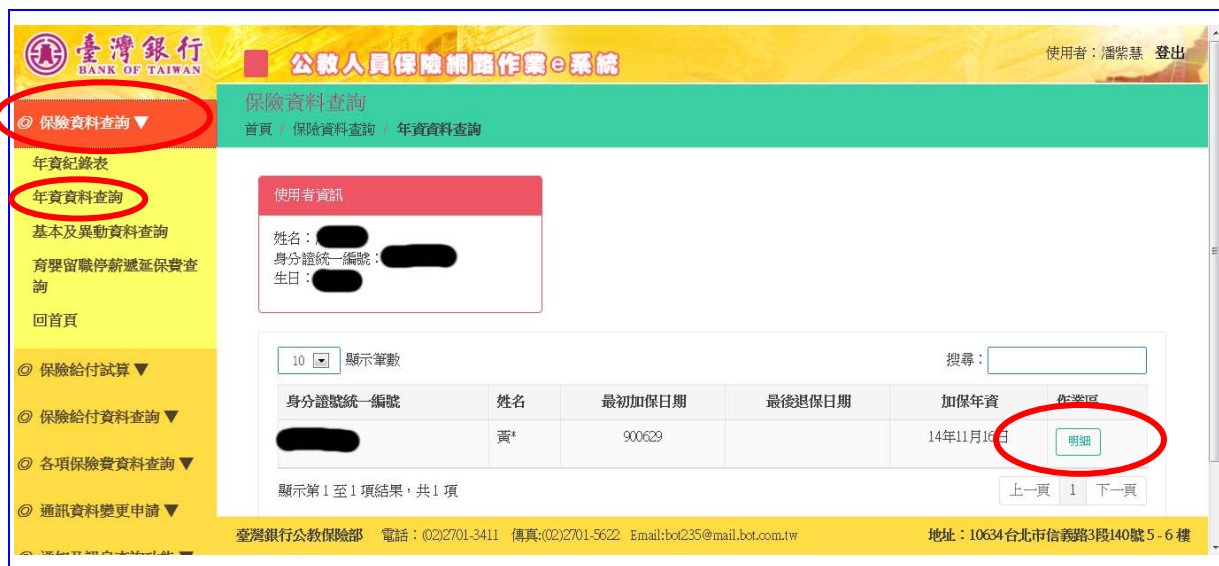 臺灣銀行
BANK OF TAIWAN
公教人員保險網路作業e系統
使用者：潘紫慧 登出
◎ 保險資料查詢 ▼
年資紀錄表
年資資料查詢
基本及異動資料查詢
育嬰留職停薪遞延保費查
詢
回首頁
◎ 保險給付試算 ▼
◎ 保險給付資料查詢 ▼
◎ 各項保險費資料查詢 ▼
◎ 通訊資料變更申請 ▼
保險資料查詢
首頁 / 保險資料查詢 / 年資資料查詢
使用者資訊
姓名：
身分證統一編號：
生日：
10 顯示筆數
搜尋：
身分證號統一編號 姓名 最初加保日期 最後退保日期 加保年資 作業區
黃* 900629 14年11月16日 明細
顯示第 1 至 1 項結果，共 1 項
上一頁 1 下一頁
臺灣銀行公教保險部 電話：(02)2701-3411 傳真:(02)2701-5622 Email:bot235@mail.bot.com.tw 地址：10634台北市信義路3段140號 5 - 6 樓